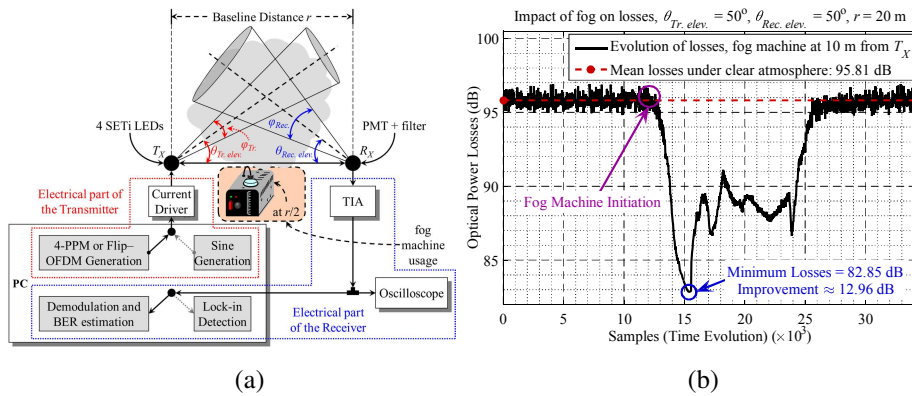 Baseline Distance r
4 SETi LEDs
PMT + filter
φRec.
φTr.
θTr. elev.
θRec. elev.
TX
RX
Electrical part of
the Transmitter
Current
Driver
at r/2
TIA
fog
machine
usage
4-PPM or Flip–
OFDM Generation
Sine
Generation
PC
Demodulation and
BER estimation
Lock-in
Detection
Oscilloscope
Electrical part
of the Receiver
(a)
Impact of fog on losses, θTr. elev. = 50°, θRec. elev. = 50°, r = 20 m
Evolution of losses, fog machine at 10 m from TX
Mean losses under clear atmosphere: 95.81 dB
Optical Power Losses (dB)
100
95
90
85
Fog Machine Initiation
Minimum Losses = 82.85 dB
Improvement ≈ 12.96 dB
0 5 10 15 20 25 30
Samples (Time Evolution) (×10³)
(b)